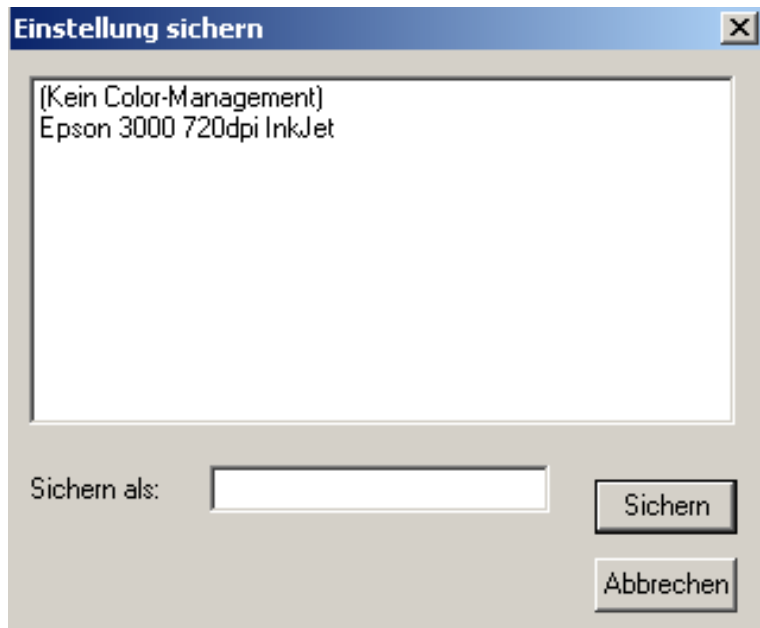 Einstellung sichern
(Kein Color-Management)
Epson 3000 720dpi InkJet
Sichern als:
Sichern
Abbrechen